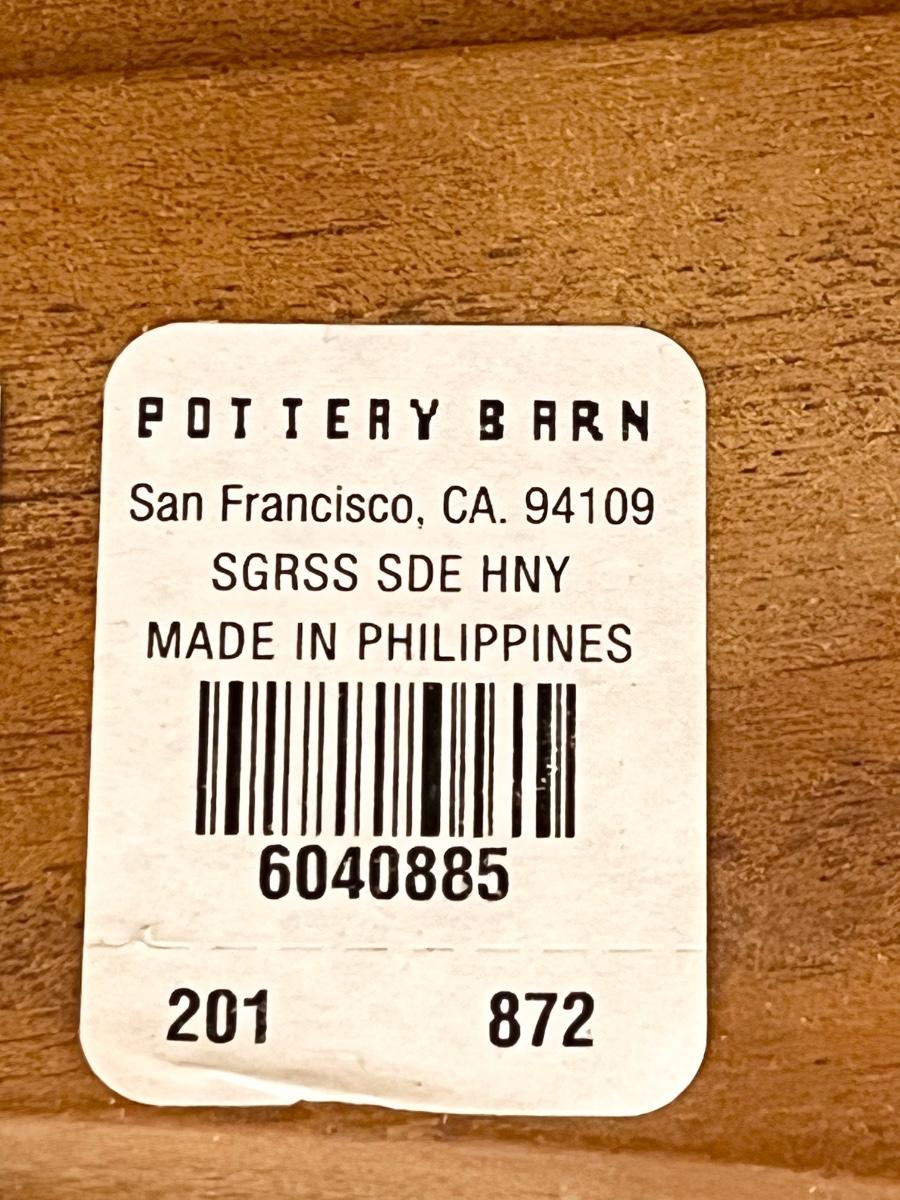 POTTERY BARN
San Francisco, CA. 94109
SGRSS SDE HNY
MADE IN PHILIPPINES
6040885
201 872